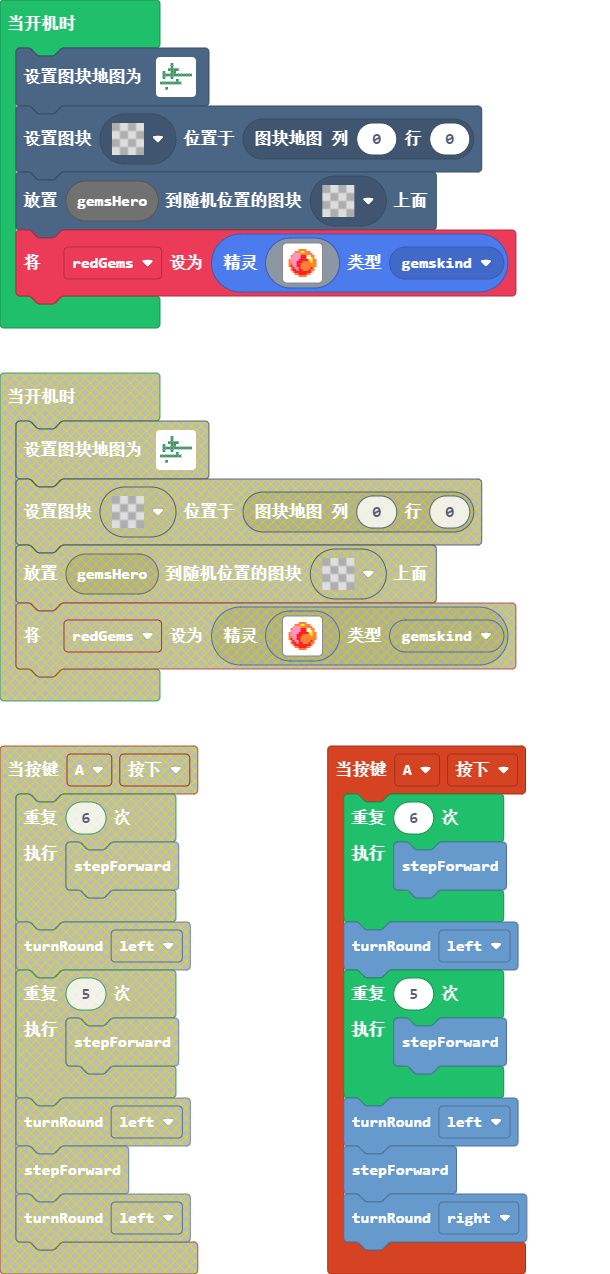 当开机时
设置图块地图为
设置图块 位置于 图块地图 列 0 行 0
放置 gemsHero 到随机位置的图块 上面
将 redGems 设为 精灵 类型 gemskind
当开机时
设置图块地图为
设置图块 位置于 图块地图 列 0 行 0
放置 gemsHero 到随机位置的图块 上面
将 redGems 设为 精灵 类型 gemskind
当按键 A 按下
重复 6 次
执行 stepForward
turnRound left
重复 5 次
执行 stepForward
turnRound left
stepForward
turnRound left
当按键 A 按下
重复 6 次
执行 stepForward
turnRound left
重复 5 次
执行 stepForward
turnRound left
stepForward
turnRound right